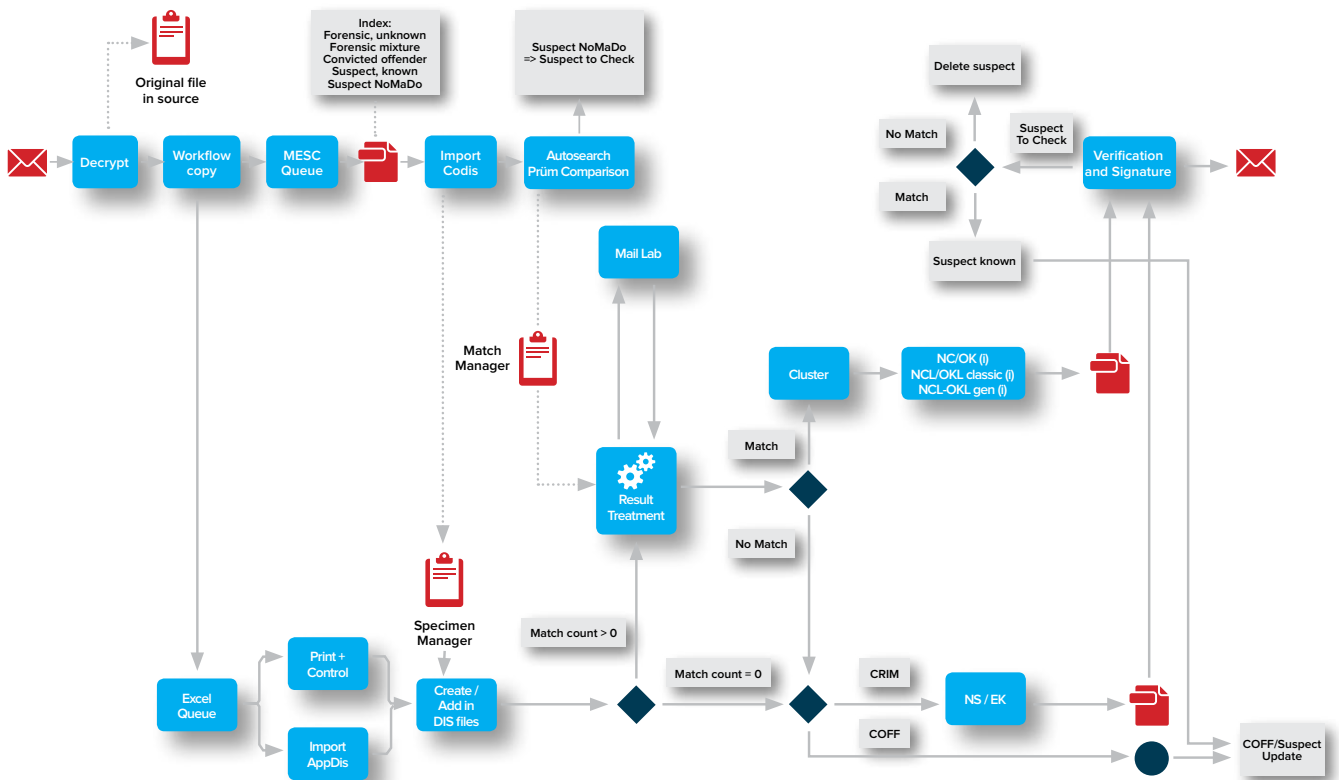 Index:
Forensic, unknown
Forensic mixture
Convicted offender
Suspect, known
Suspect NoMaDo
Suspect NoMaDo
=> Suspect to Check
Original file
in source
Delete suspect
No Match
Suspect
To Check
Match
Suspect known
Decrypt
Workflow
copy
MESC
Queue
Import
Codis
Autosearch
Prüm Comparison
Verification
and Signature
Mail Lab
Match
Manager
Cluster
NC/OK (i)
NCL/OKL classic (i)
NCL-OKL gen (i)
Match
Result
Treatment
No Match
Specimen
Manager
Match count > 0
Match count = 0
Print +
Control
Excel
Queue
Import
AppDis
Create /
Add in
DIS files
CRIM
NS / EK
COFF
COFF/Suspect
Update